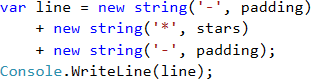 var line = new string('-', padding)
    + new string('*', stars)
    + new string('-', padding);
Console.WriteLine(line);